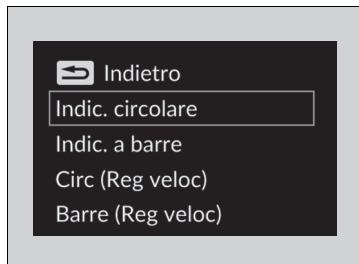 Indietro
Indic. circolare
Indic. a barre
Circ (Reg veloc)
Barre (Reg veloc)